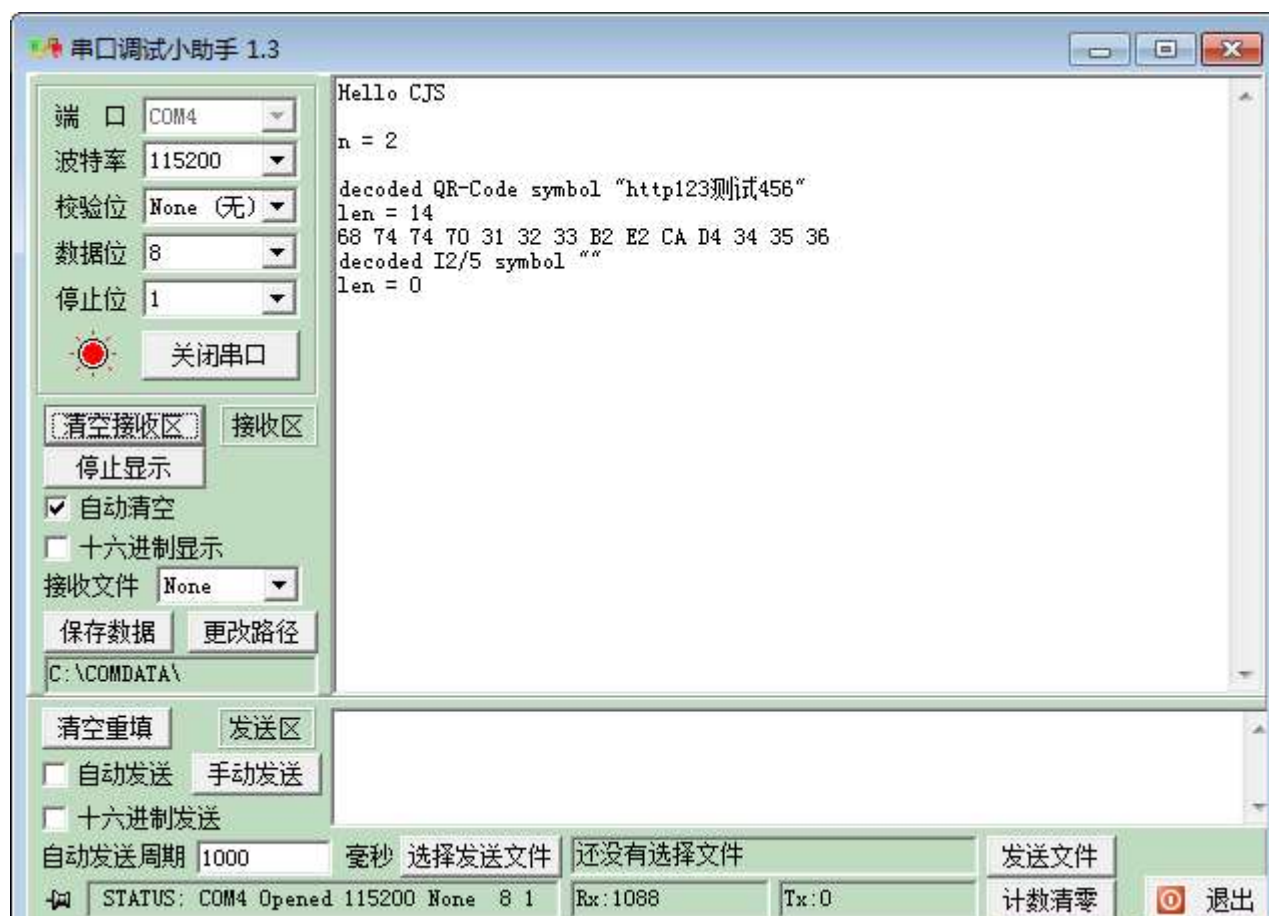 串口调试小助手 1.3
端 口 COM4
波特率 115200
校验位 None (无)
数据位 8
停止位 1
关闭串口
清空接收区 接收区
停止显示
自动清空
十六进制显示
接收文件 None
保存数据 更改路径
C:\COMDATA\
Hello CJS
n = 2
decoded QR-Code symbol "http123测试456"
len = 14
68 74 74 70 31 32 33 B2 E2 CA D4 34 35 36
decoded I2/5 symbol ""
len = 0
清空重填 发送区
自动发送 手动发送
十六进制发送
自动发送周期 1000 毫秒 选择发送文件 还没有选择文件 发送文件
STATUS: COM4 Opened 115200 None 8 1 Rx:1088 Tx:0 计数清零 退出